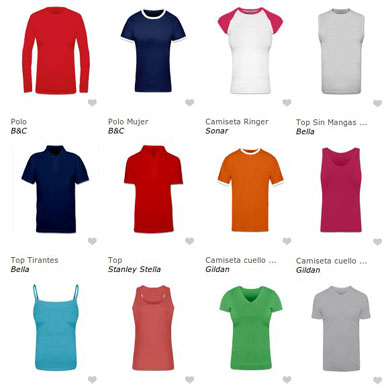 Polo
B&C
Polo Mujer
B&C
Camiseta Ringer
Sonar
Top Sin Mangas ...
Bella
Top Tirantes
Bella
Top
Stanley Stella
Camiseta cuello ...
Gildan
Camiseta cuello ...
Gildan